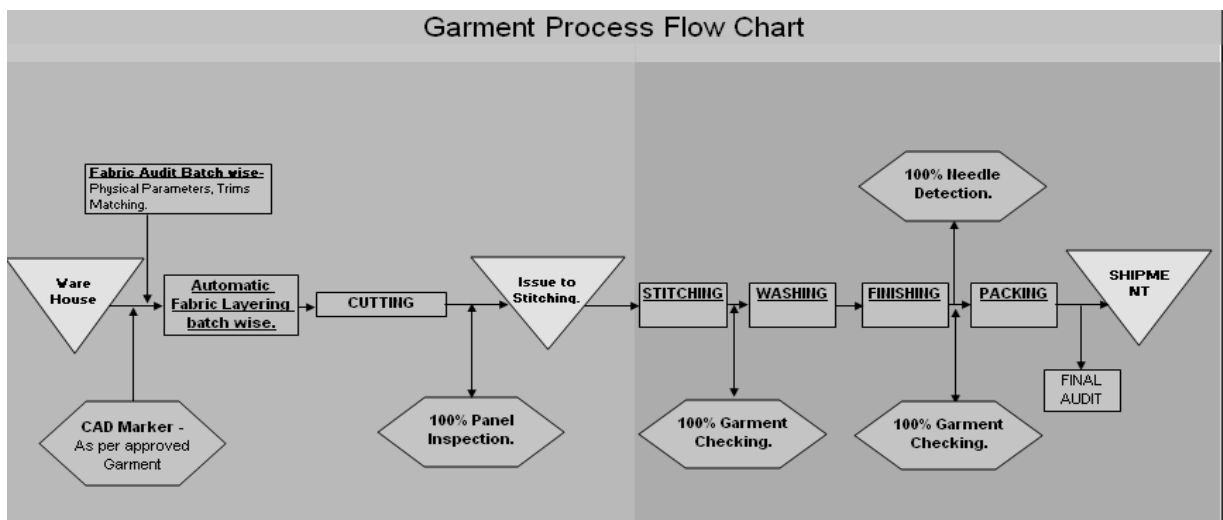 Garment Process Flow Chart
Fabric Audit Batch wise-
Physical Parameters, Trims
Matching.
100% Needle
Detection.
Ware
House
Automatic
Fabric Layering
batch wise.
CUTTING
Issue to
Stitching.
STITCHING
WASHING
FINISHING
PACKING
SHIPME
NT
CAD Marker -
As per approved
Garment
100% Panel
Inspection.
100% Garment
Checking.
100% Garment
Checking.
FINAL
AUDIT